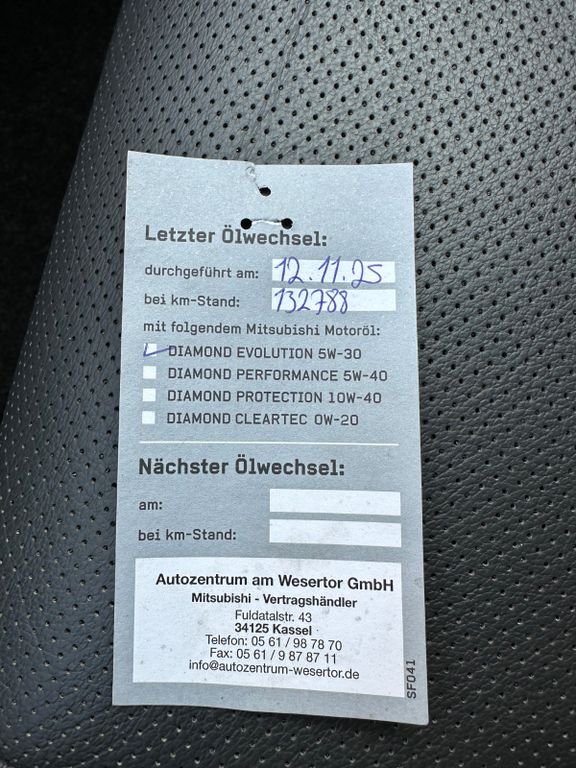 Letzter Ölwechsel:
durchgeführt am: 12.11.25
bei km-Stand: 132788
mit folgendem Mitsubishi Motoröl:
DIAMOND EVOLUTION 5W-30
DIAMOND PERFORMANCE 5W-40
DIAMOND PROTECTION 10W-40
DIAMOND CLEARTEC 0W-20
Nächster Ölwechsel:
am:
bei km-Stand:
Autozentrum am Wesertor GmbH
Mitsubishi - Vertragshändler
Fuldatalstr. 43
34125 Kassel
Telefon: 05 61 / 98 78 70
Fax: 05 61 / 9 87 87 11
info@autozentrum-wesertor.de
SF041